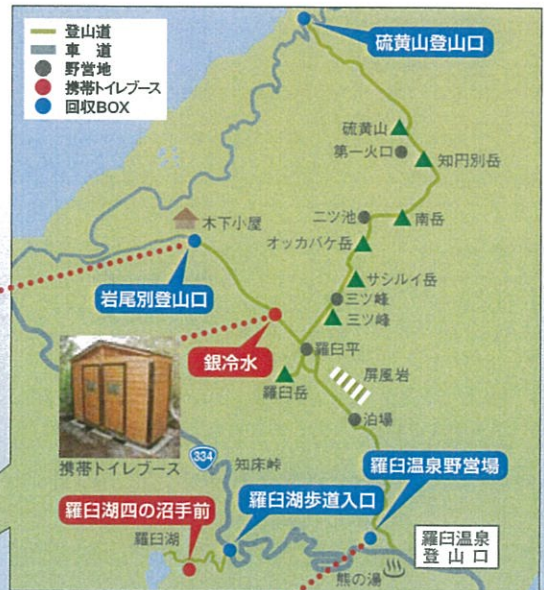 登山道
車道
野営地
携帯トイレブース
回収BOX
硫黄山登山口
硫黄山
第一火口
知円別岳
二ツ池
南岳
オッカバケ岳
木下小屋
岩尾別登山口
サシルイ岳
三ツ峰
三ツ峰
銀冷水
羅臼平
羅臼岳
屏風岩
泊場
携帯トイレブース
334
知床峠
羅臼温泉野営場
羅臼湖四の沼手前
羅臼湖歩道入口
羅臼湖
羅臼温泉
登山口
熊の湯